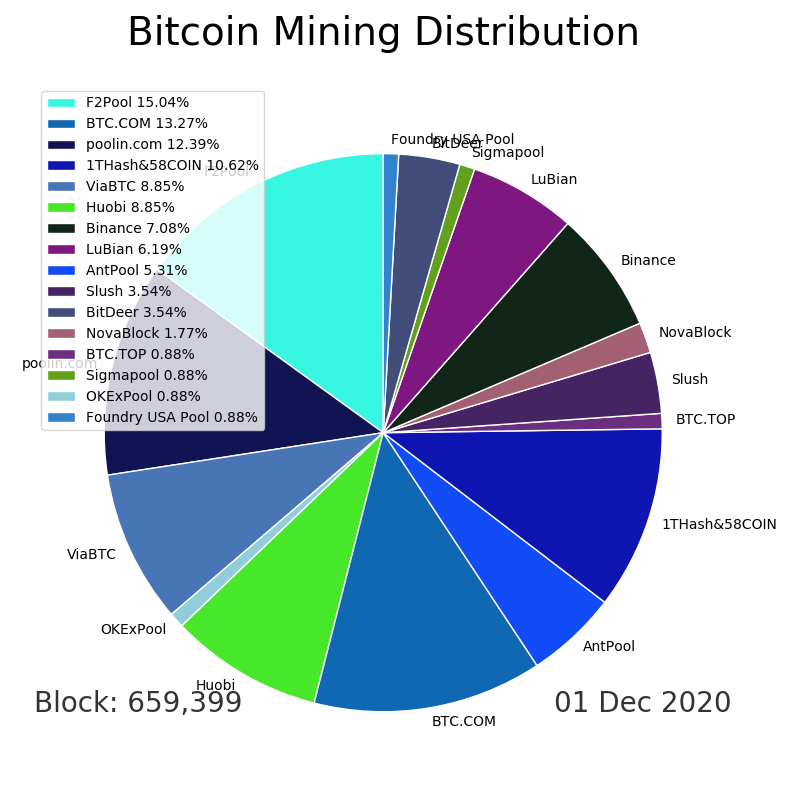 Bitcoin Mining Distribution
F2Pool 15.04%
BTC.COM 13.27%
poolin.com 12.39%
1THash&58COIN 10.62%
ViaBTC 8.85%
Huobi 8.85%
Binance 7.08%
LuBian 6.19%
AntPool 5.31%
Slush 3.54%
BitDeer 3.54%
NovaBlock 1.77%
BTC.TOP 0.88%
Sigmapool 0.88%
OKExPool 0.88%
Foundry USA Pool 0.88%
Foundry USA Pool
BitDeer
Sigmapool
LuBian
Binance
NovaBlock
Slush
BTC.TOP
1THash&58COIN
AntPool
BTC.COM
Huobi
OKExPool
ViaBTC
poolin.com
F2Pool
Block: 659,399
01 Dec 2020